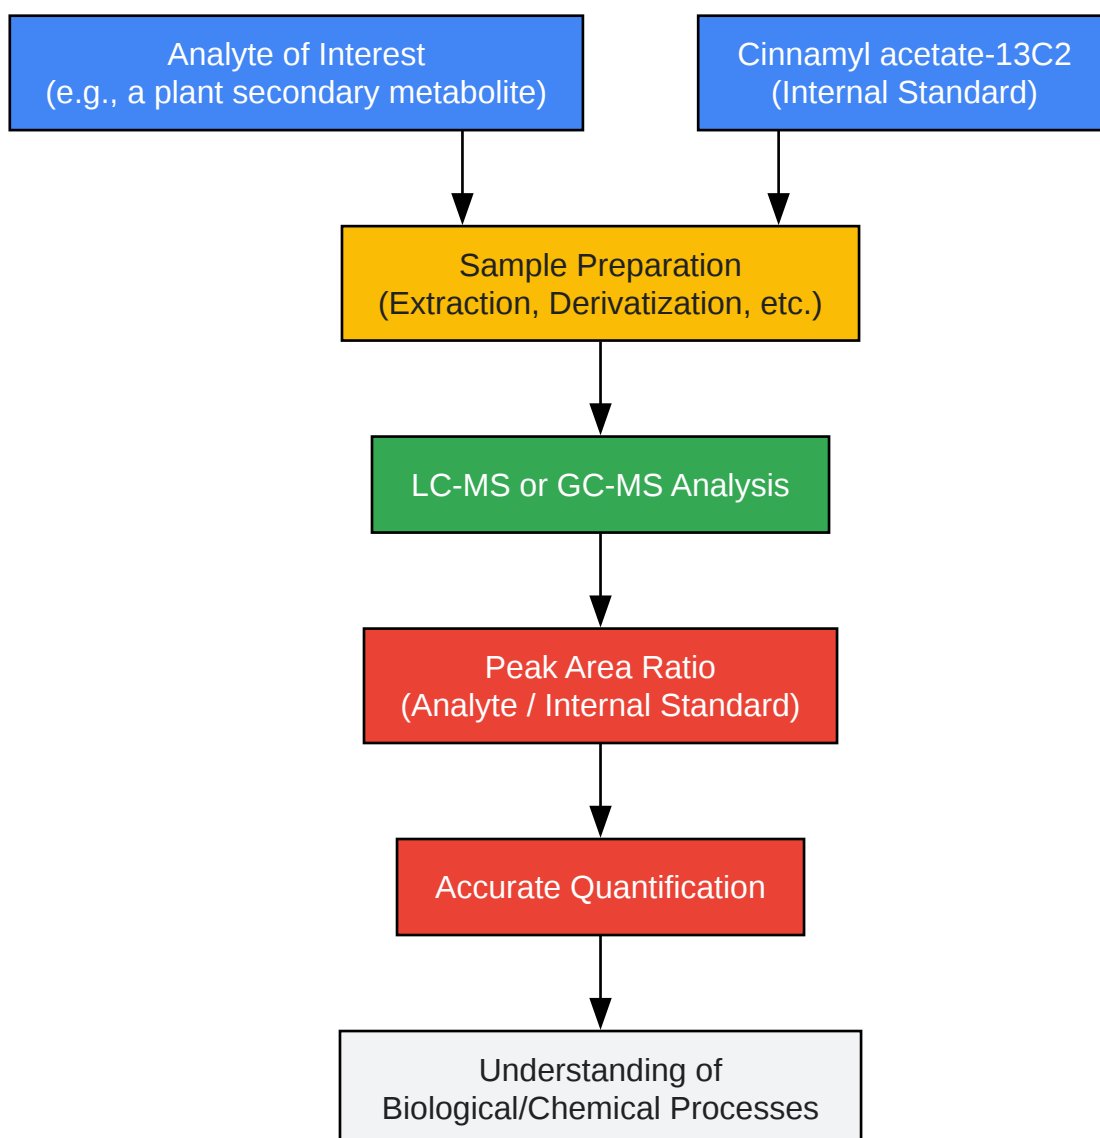 Analyte of Interest
(e.g., a plant secondary metabolite)
Cinnamyl acetate-13C2
(Internal Standard)
Sample Preparation
(Extraction, Derivatization, etc.)
LC-MS or GC-MS Analysis
Peak Area Ratio
(Analyte / Internal Standard)
Accurate Quantification
Understanding of
Biological/Chemical Processes